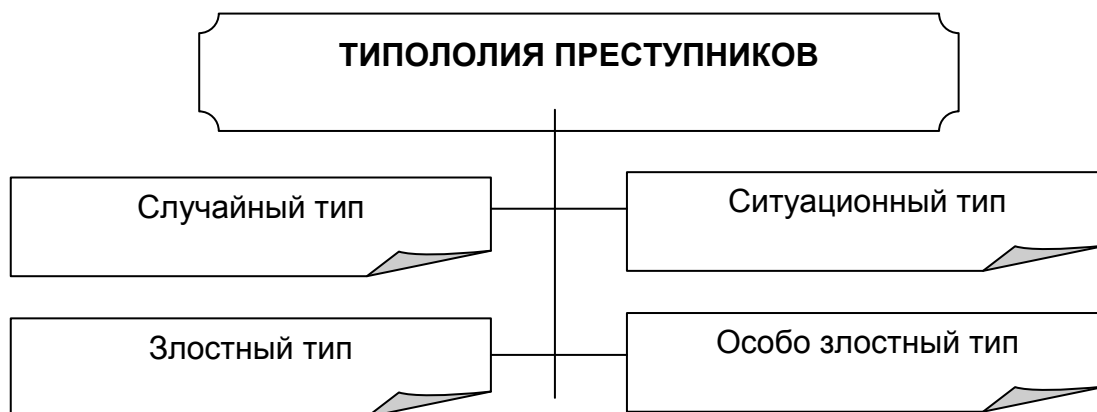 ТИПОЛОЛИЯ ПРЕСТУПНИКОВ
Случайный тип
Ситуационный тип
Злостный тип
Особо злостный тип